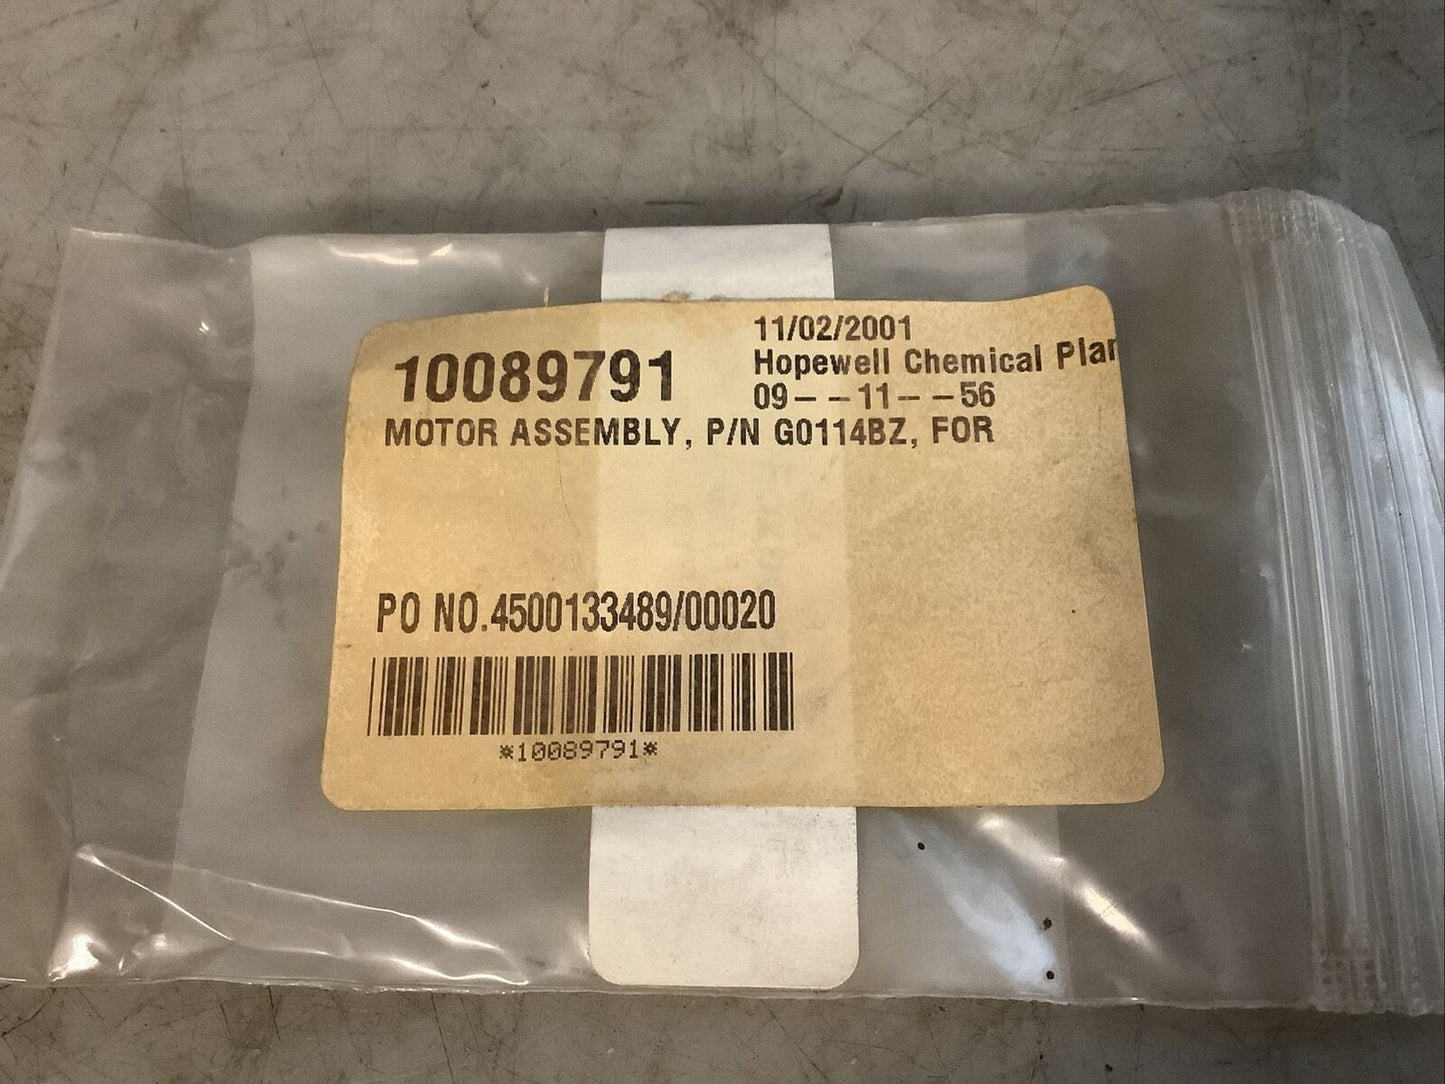 11/02/2001
10089791
Hopewell Chemical Plan
09-- -11-- -56
MOTOR ASSEMBLY, P/N G0114BZ, FOR
PO NO.4500133489/00020
*10089791*